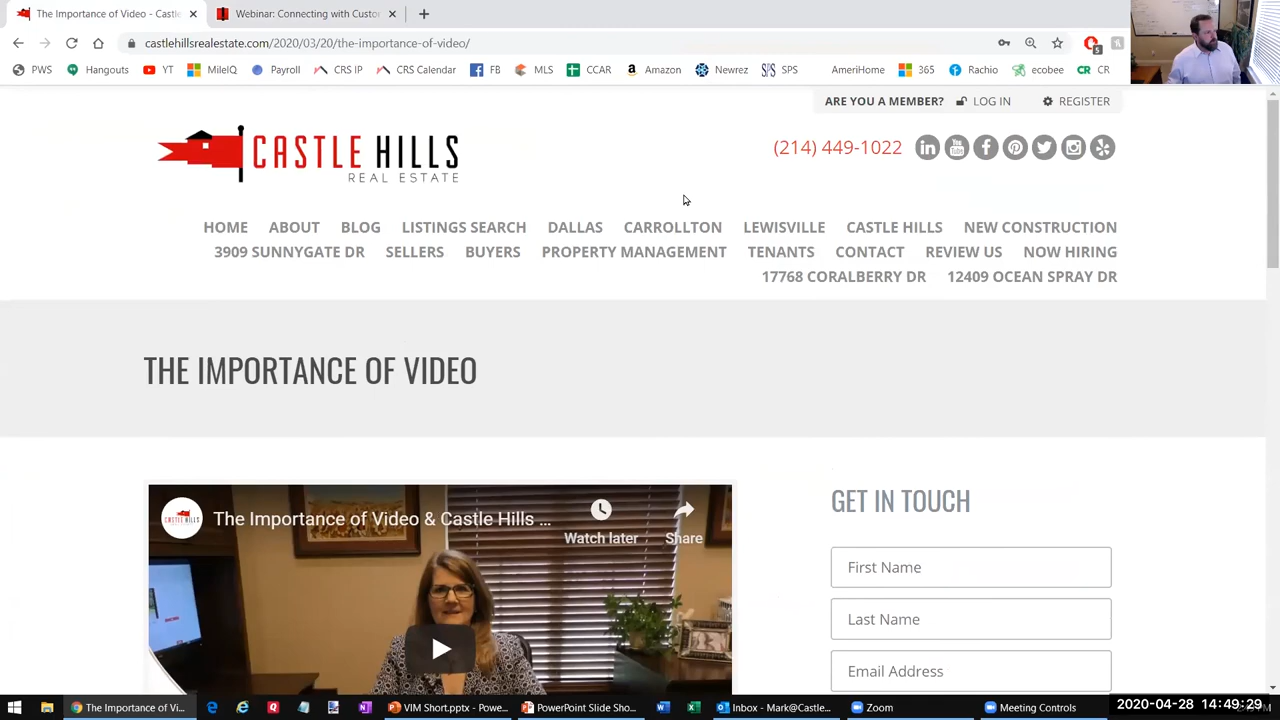 The Importance of Video - Castle
Webinar: Connecting with Custo
castlehillsrealestate.com/2020/03/20/the-importance-of-video/
PWS Hangouts YT MileIQ Payroll CRS IP CRS Calen FB MLS CCAR Amazon Newrez SPS AmeriHome 365 Rachio ecobee CR
ARE YOU A MEMBER? LOG IN REGISTER
CASTLE HILLS
REAL ESTATE
(214) 449-1022
HOME ABOUT BLOG LISTINGS SEARCH DALLAS CARROLLTON LEWISVILLE CASTLE HILLS NEW CONSTRUCTION
3909 SUNNYGATE DR SELLERS BUYERS PROPERTY MANAGEMENT TENANTS CONTACT REVIEW US NOW HIRING
17768 CORALBERRY DR 12409 OCEAN SPRAY DR
THE IMPORTANCE OF VIDEO
The Importance of Video & Castle Hills ...
Watch later
Share
GET IN TOUCH
First Name
Last Name
Email Address
The Importance of Vi... VIM Short.pptx - Powe... PowerPoint Slide Sho... Inbox - Mark@Castle... Zoom Meeting Controls
2020-04-28 14:49:29